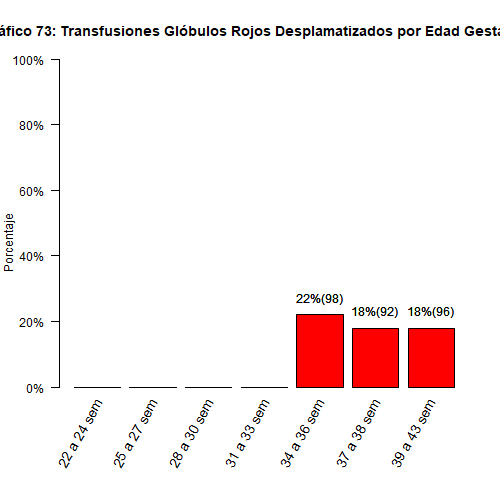 áfico 73: Transfusiones Glóbulos Rojos Desplamatizados por Edad Gesta
Porcentaje
100%
80%
60%
40%
20%
0%
22%(98)
18%(92)
18%(96)
22 a 24 sem
25 a 27 sem
28 a 30 sem
31 a 33 sem
34 a 36 sem
37 a 38 sem
39 a 43 sem